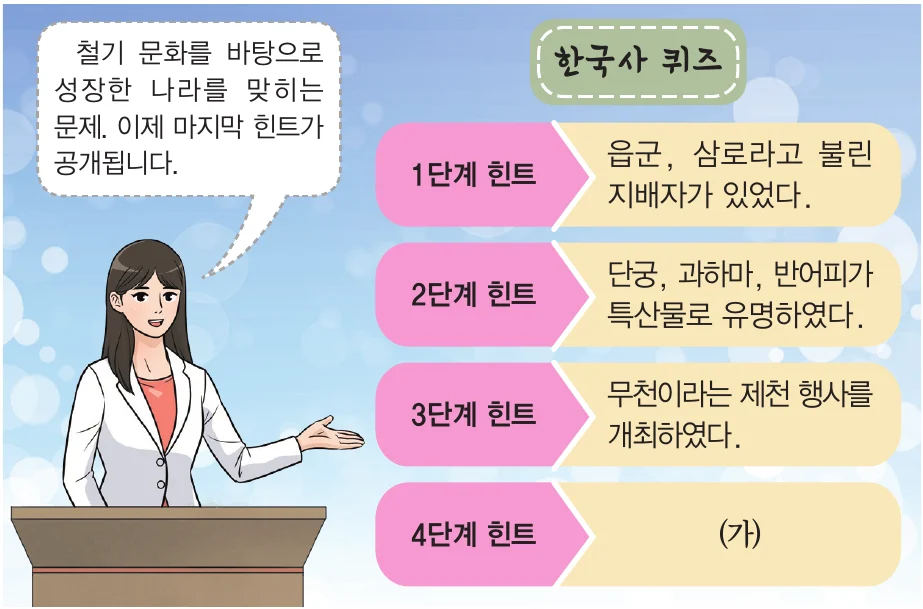 철기 문화를 바탕으로
성장한 나라를 맞히는
문제. 이제 마지막 힌트가
공개됩니다.
한국사 퀴즈
1단계 힌트
읍군, 삼로라고 불린
지배자가 있었다.
2단계 힌트
단궁, 과하마, 반어피가
특산물로 유명하였다.
3단계 힌트
무천이라는 제천 행사를
개최하였다.
4단계 힌트
(가)